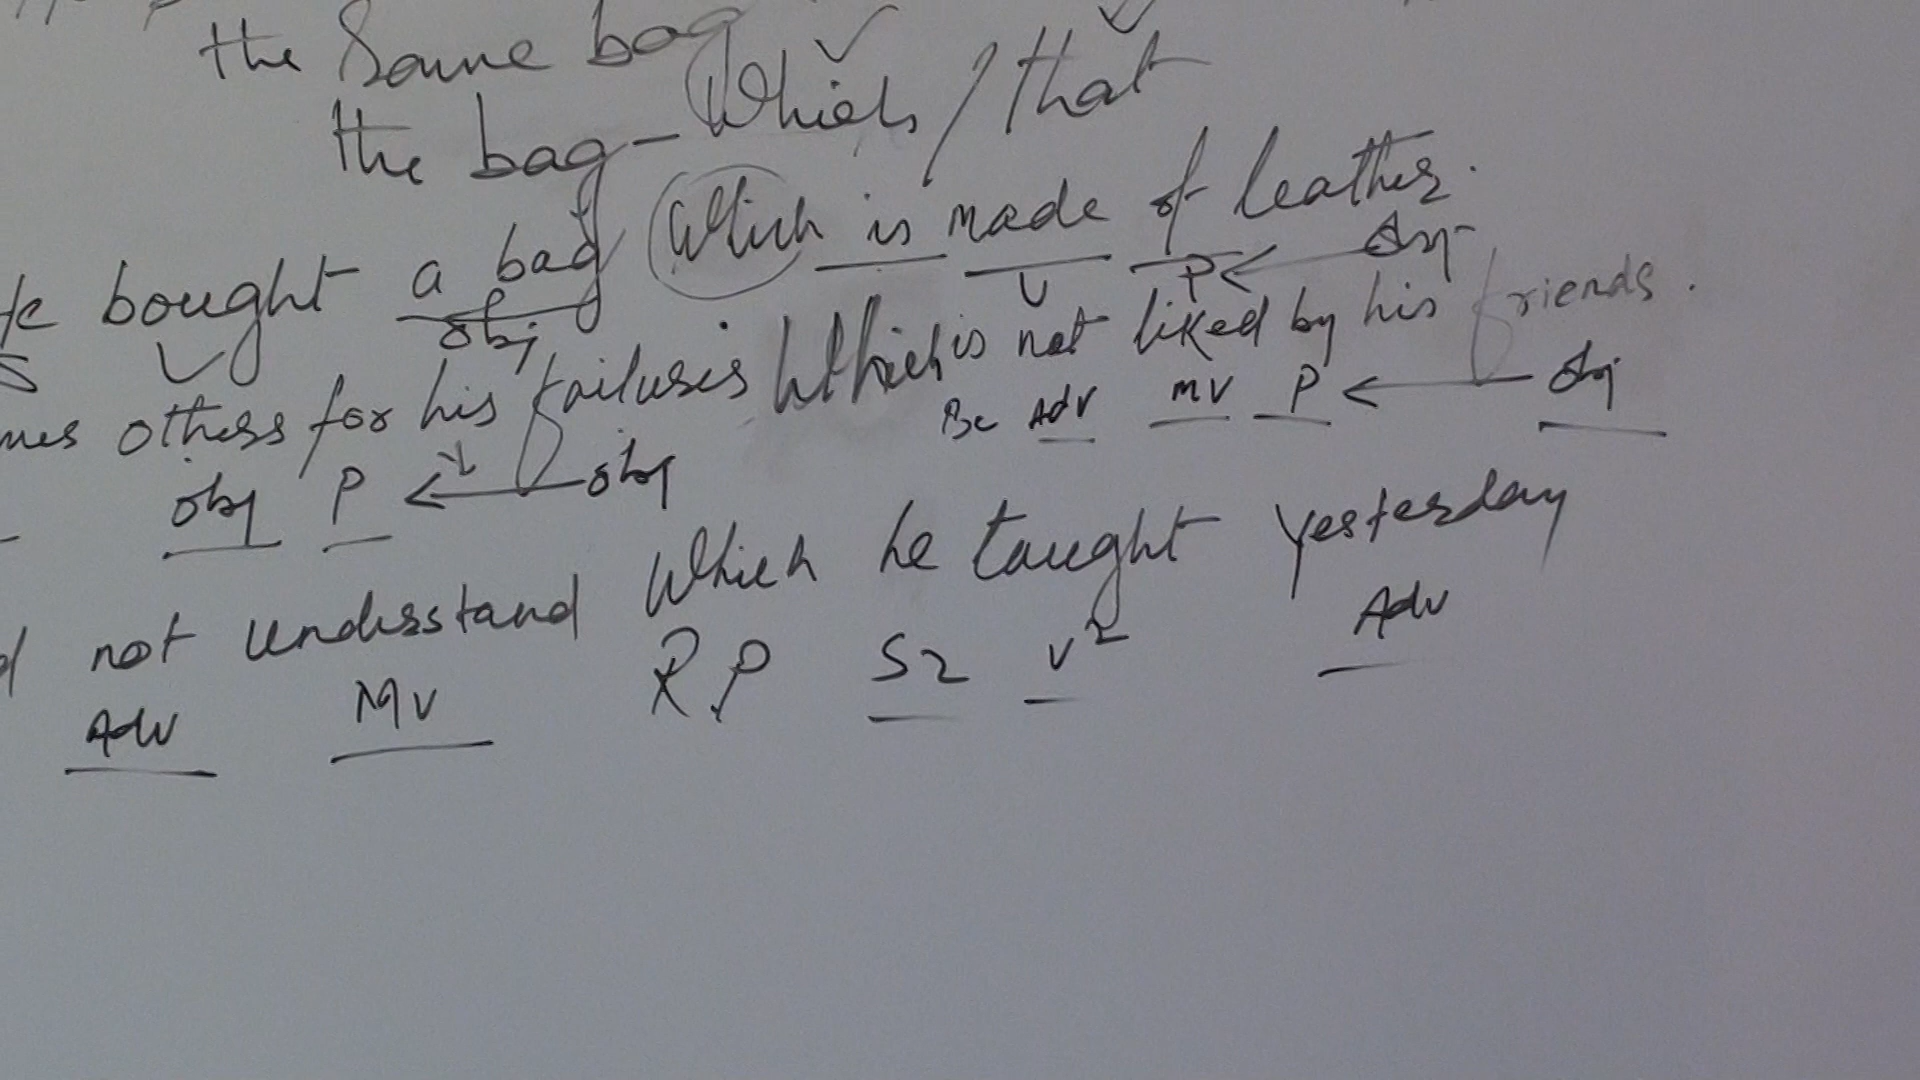 the same bag
the bag - which / that
bought a bag which is made of leather.
obj V P ← obj
S
others for his failures which is not liked by his friends.
obj P ← obj Be Adv MV P ← obj
not understand which he taught yesterday
Adv MV R.P S2 V2 Adv